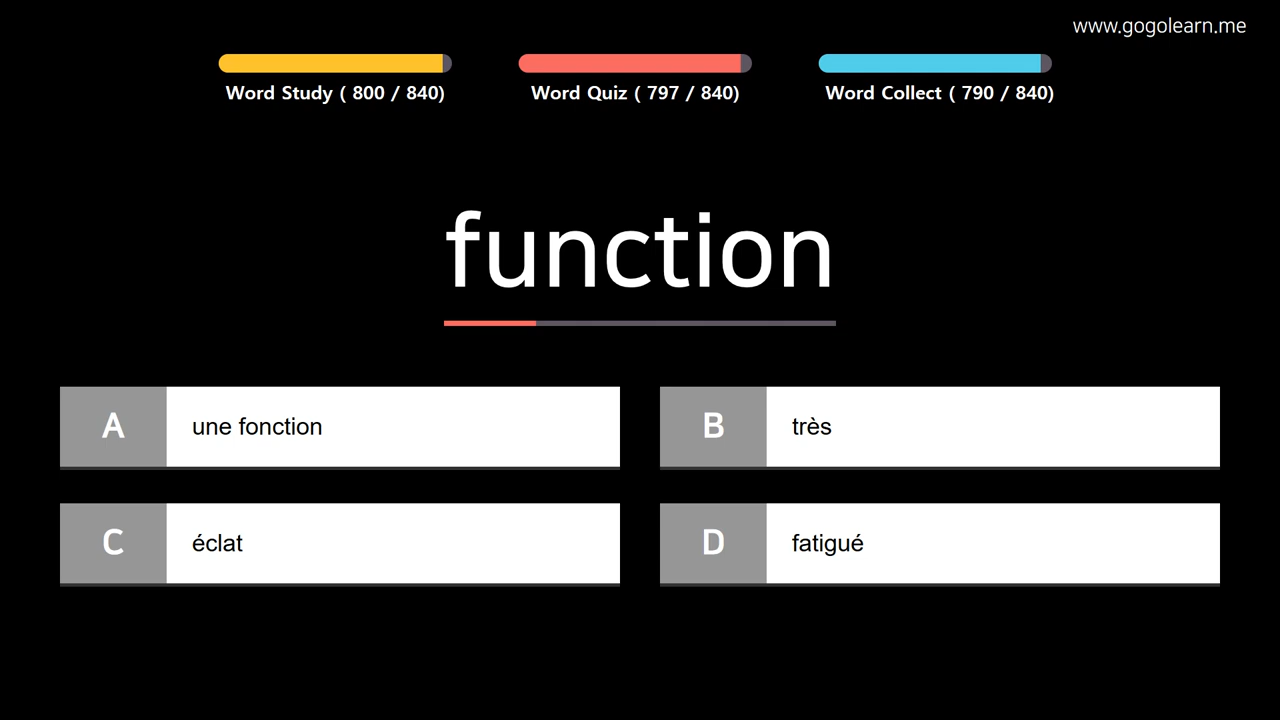 www.gogolearn.me
Word Study ( 800 / 840)
Word Quiz ( 797 / 840)
Word Collect ( 790 / 840)
function
A une fonction
B très
C éclat
D fatigué